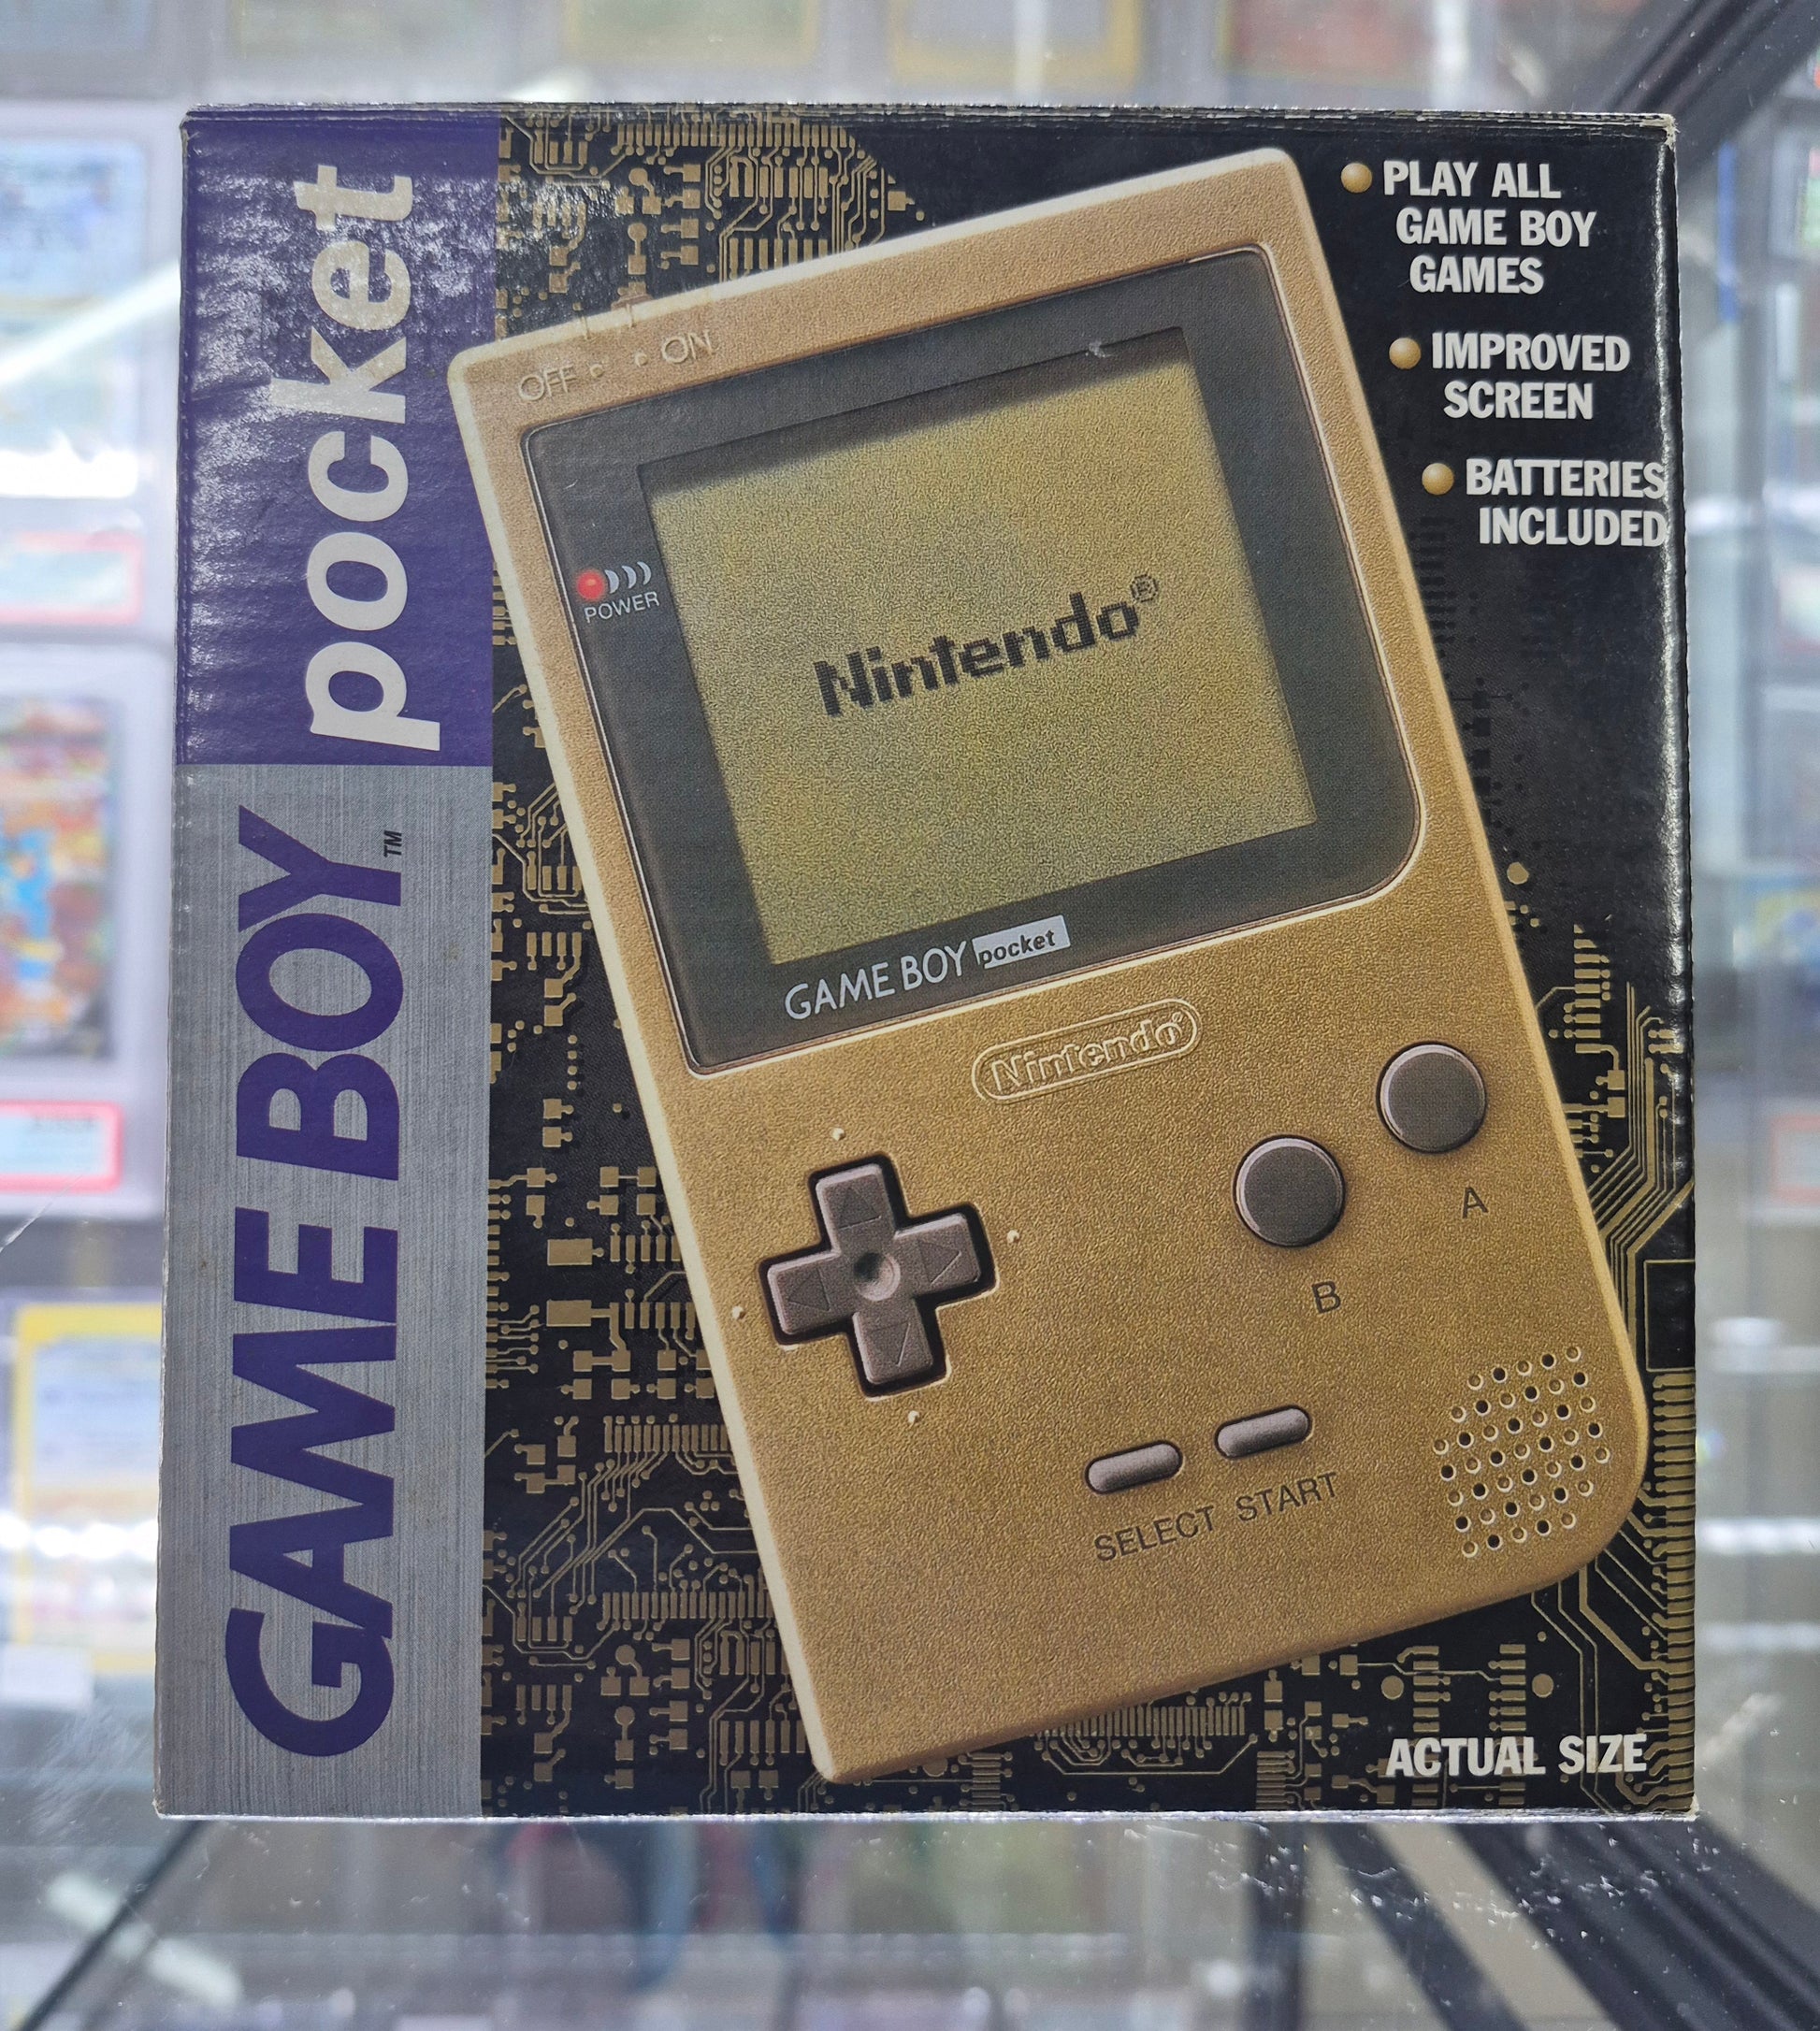 GAME BOY™ pocket
PLAY ALL
GAME BOY
GAMES
IMPROVED
SCREEN
BATTERIES
INCLUDED
OFF ON
POWER
Nintendo®
GAME BOY pocket
Nintendo®
A
B
SELECT START
ACTUAL SIZE